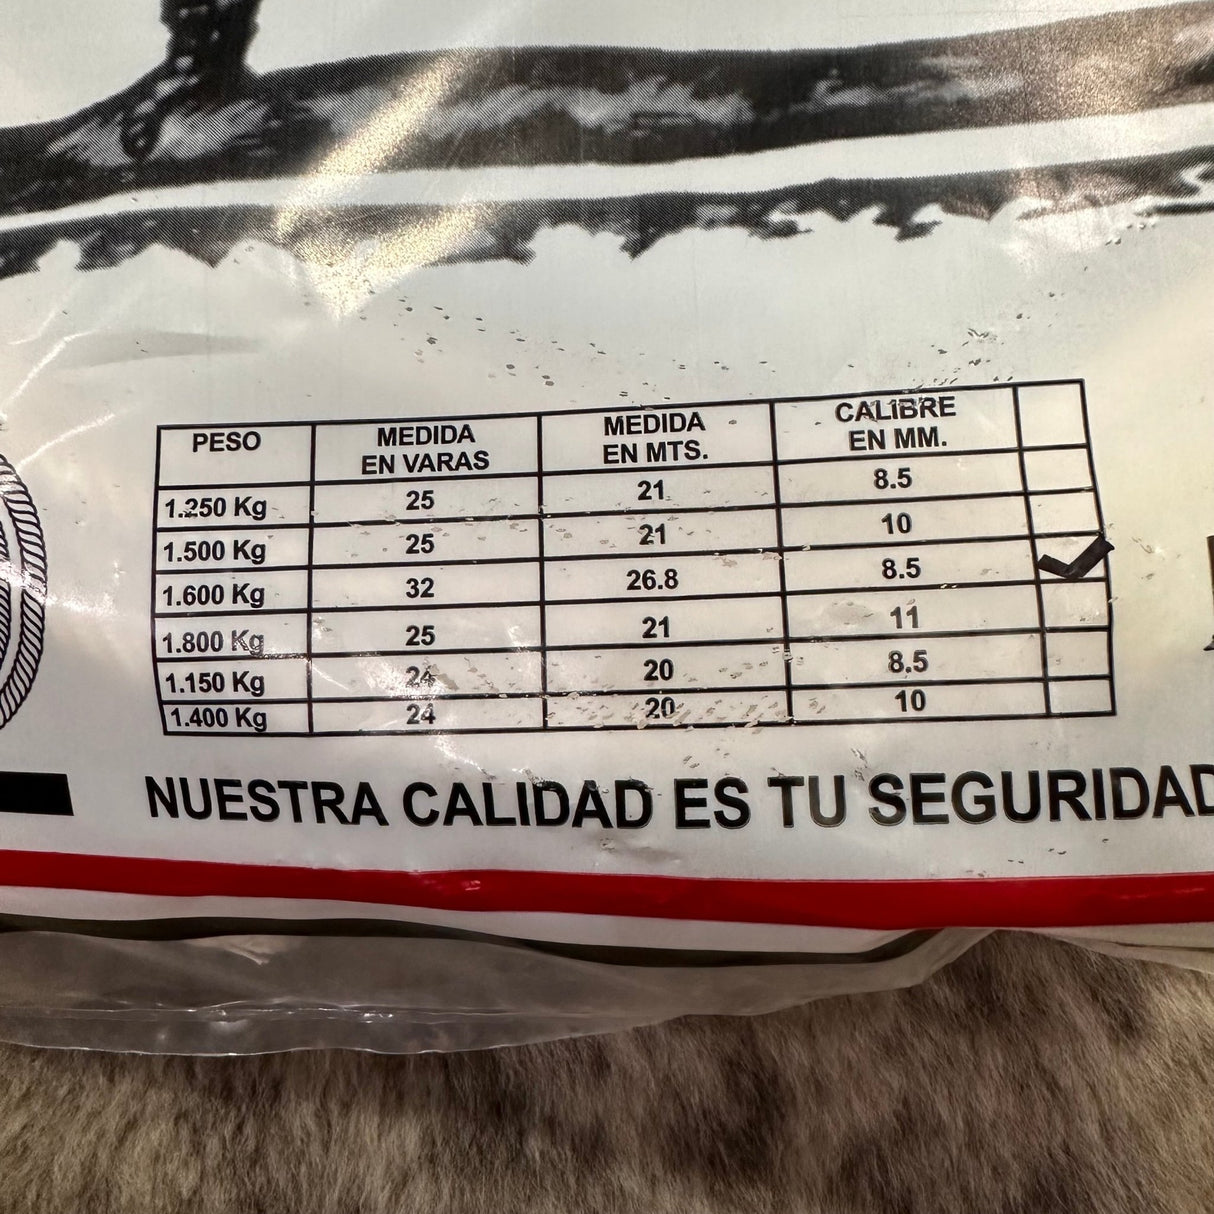 PESO MEDIDA EN VARAS MEDIDA EN MTS. CALIBRE EN MM.
1.250 Kg 25 21 8.5
1.500 Kg 25 21 10
1.600 Kg 32 26.8 8.5 ✓
1.800 Kg 25 21 11
1.150 Kg 24 20 8.5
1.400 Kg 24 20 10
NUESTRA CALIDAD ES TU SEGURIDAD